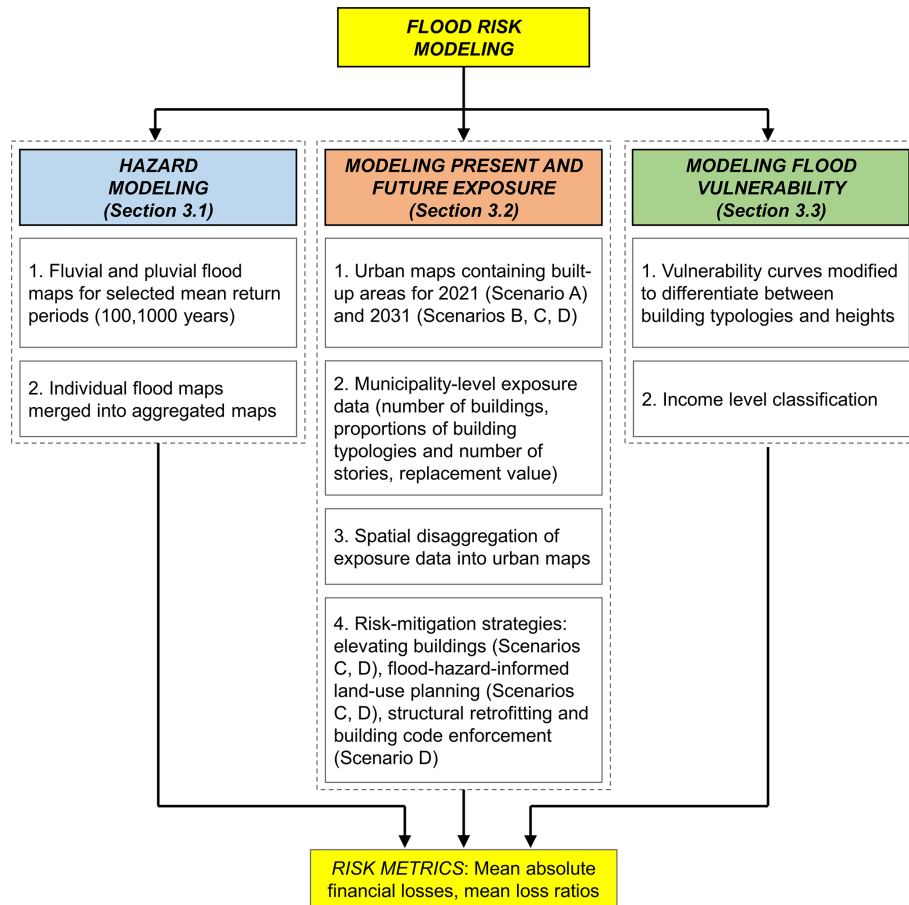 FLOOD RISK
MODELING
HAZARD
MODELING
(Section 3.1)
1. Fluvial and pluvial flood
maps for selected mean return
periods (100,1000 years)
2. Individual flood maps
merged into aggregated maps
MODELING PRESENT AND
FUTURE EXPOSURE
(Section 3.2)
1. Urban maps containing built-
up areas for 2021 (Scenario A)
and 2031 (Scenarios B, C, D)
2. Municipality-level exposure
data (number of buildings,
proportions of building
typologies and number of
stories, replacement value)
3. Spatial disaggregation of
exposure data into urban maps
4. Risk-mitigation strategies:
elevating buildings (Scenarios
C, D), flood-hazard-informed
land-use planning (Scenarios
C, D), structural retrofitting and
building code enforcement
(Scenario D)
MODELING FLOOD
VULNERABILITY
(Section 3.3)
1. Vulnerability curves modified
to differentiate between
building typologies and heights
2. Income level classification
RISK METRICS: Mean absolute
financial losses, mean loss ratios